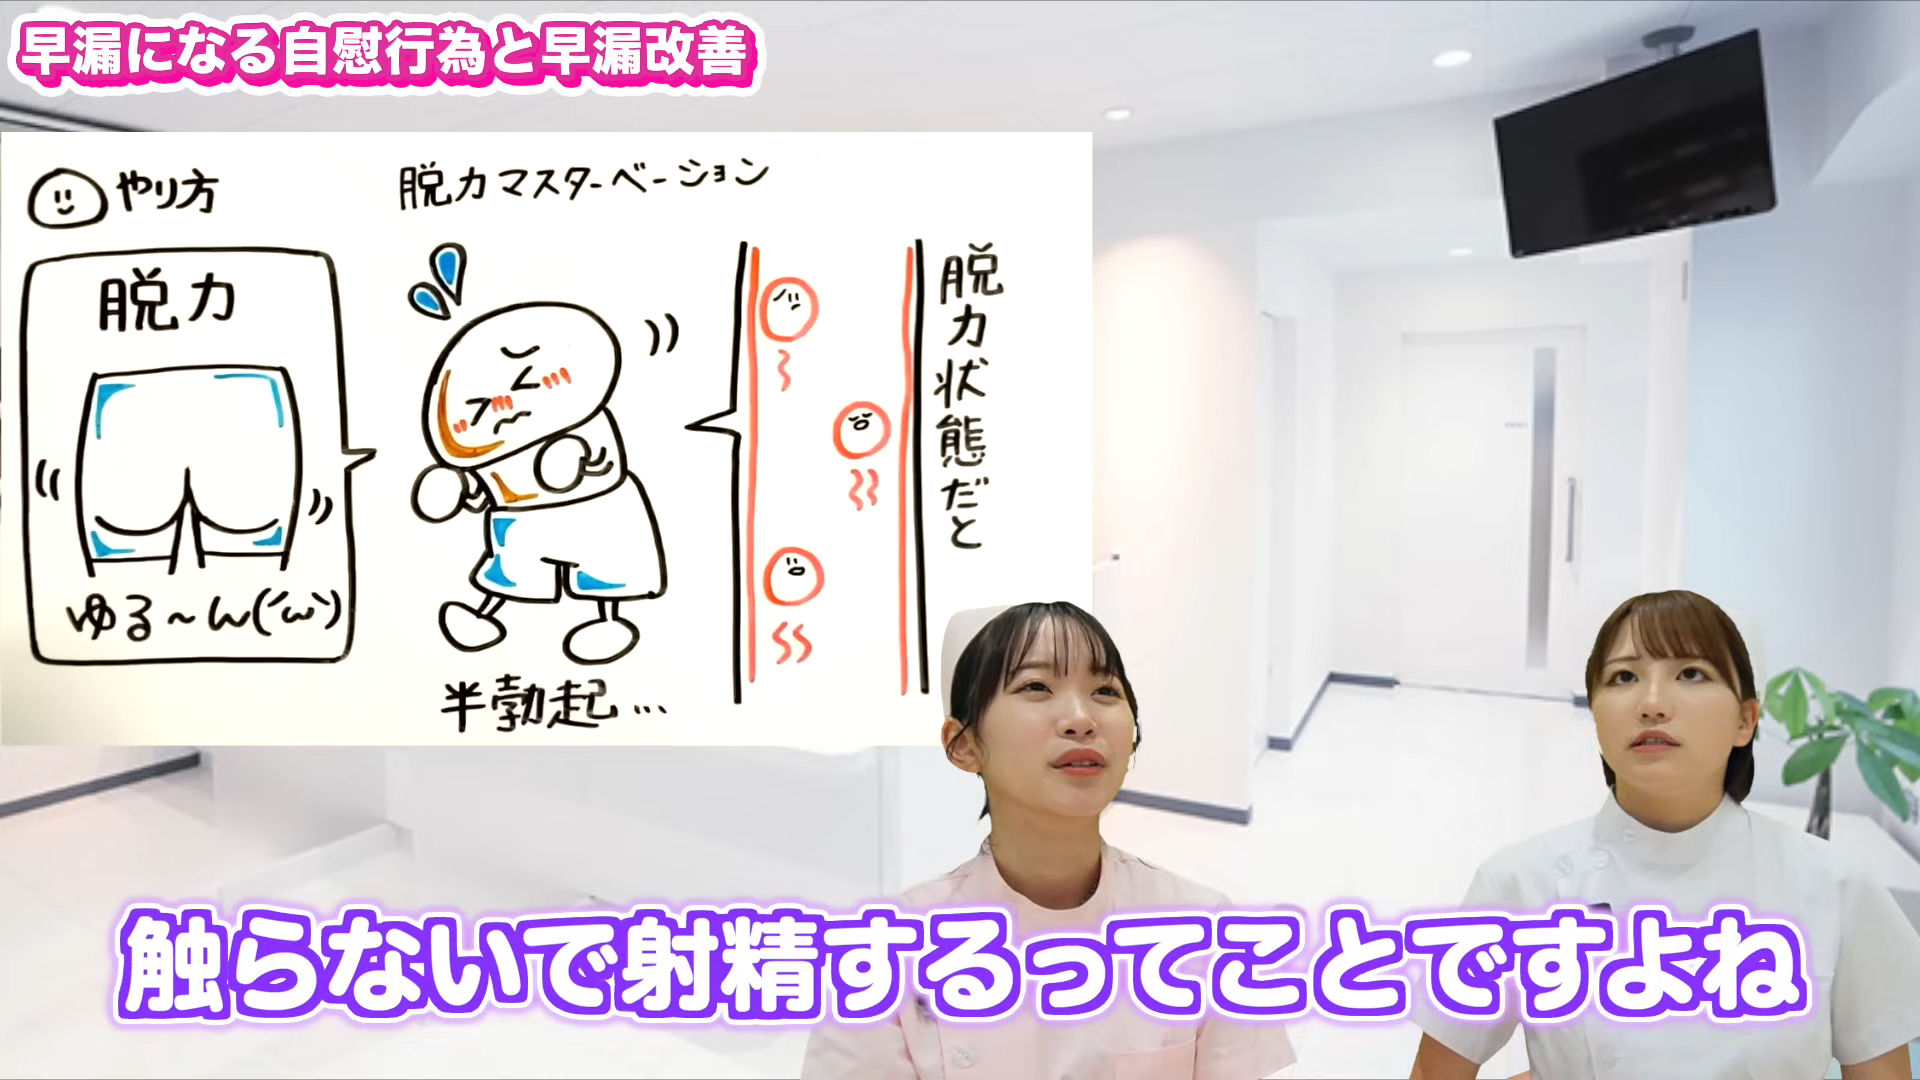 早漏になる自慰行為と早漏改善
やり方
脱力マスターベーション
脱力
ゆる～ん(´ω`)
半勃起…
脱力状態だと
触らないで射精するってことですよね